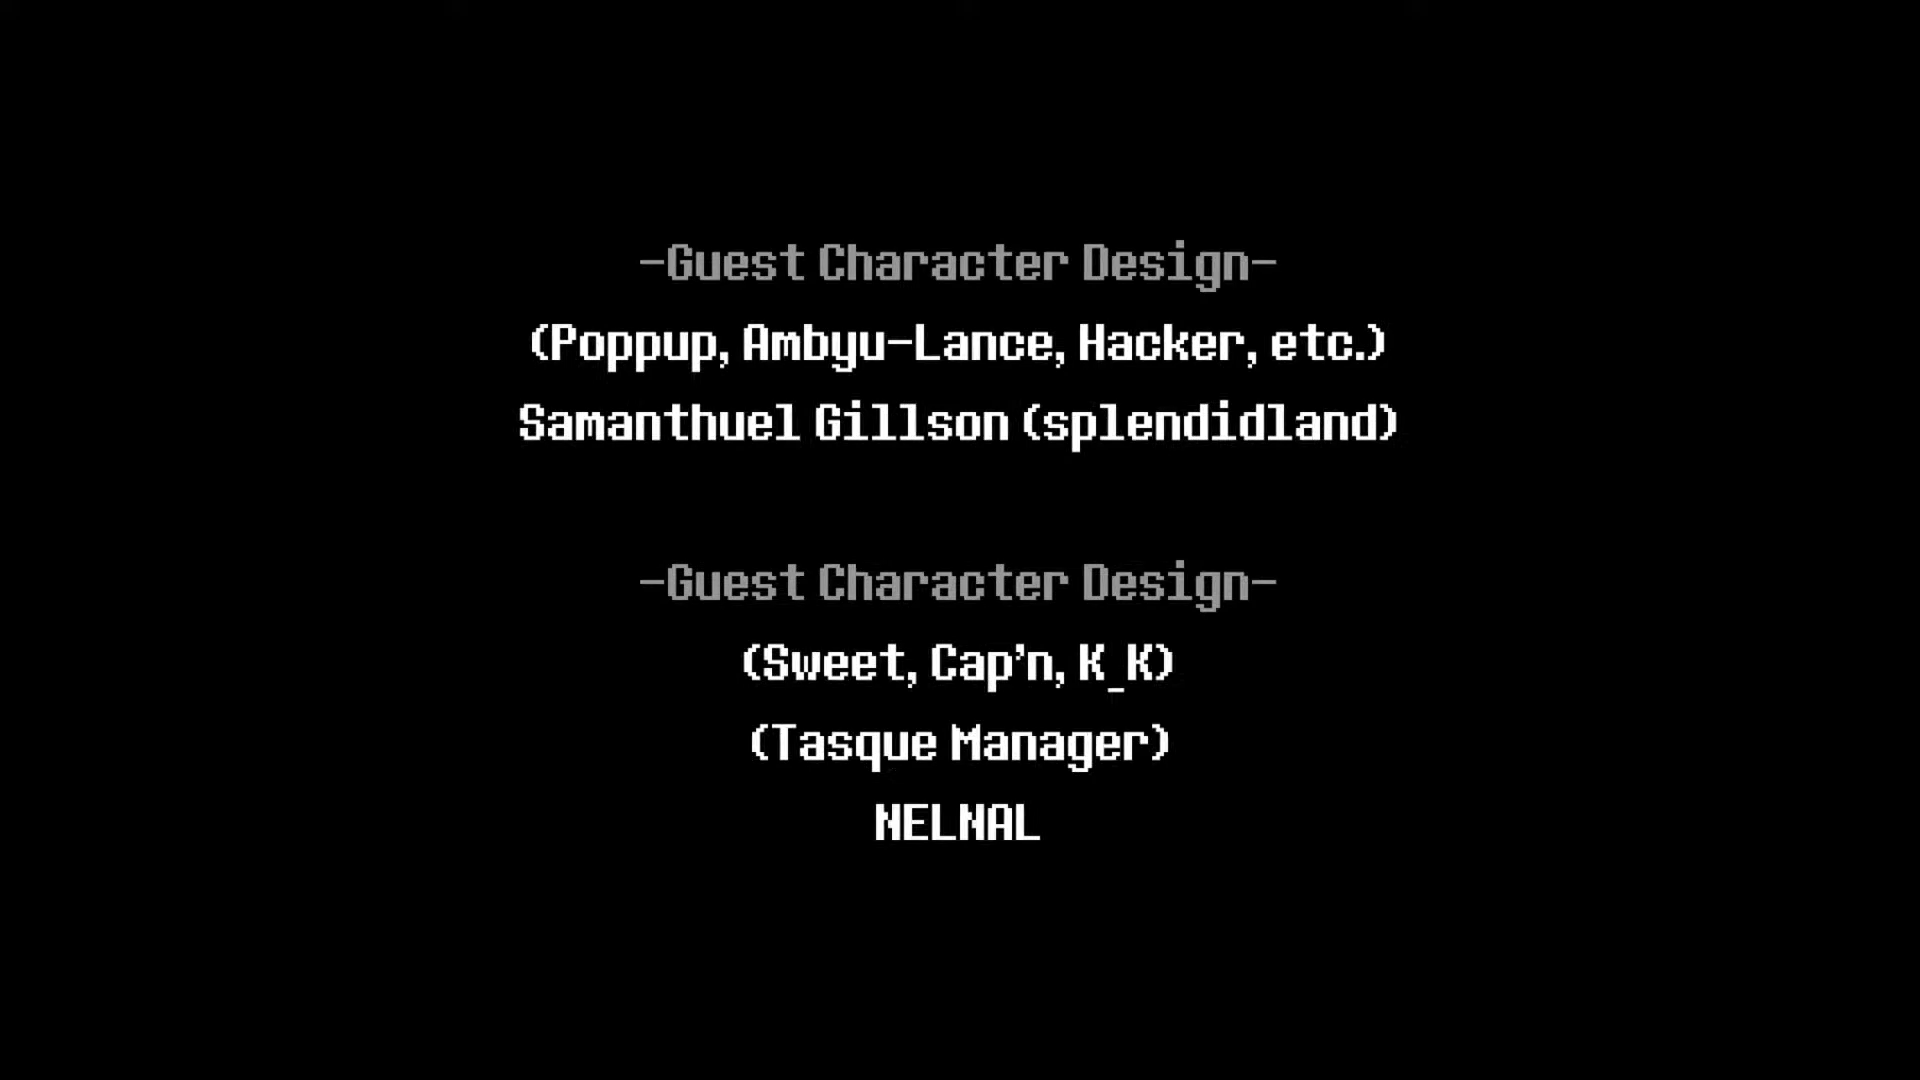 -Guest Character Design-
(Poppup, Ambyu-Lance, Hacker, etc.)
Samanthuel Gillson (splendidland)
-Guest Character Design-
(Sweet, Cap'n, K_K)
(Tasque Manager)
NELNAL